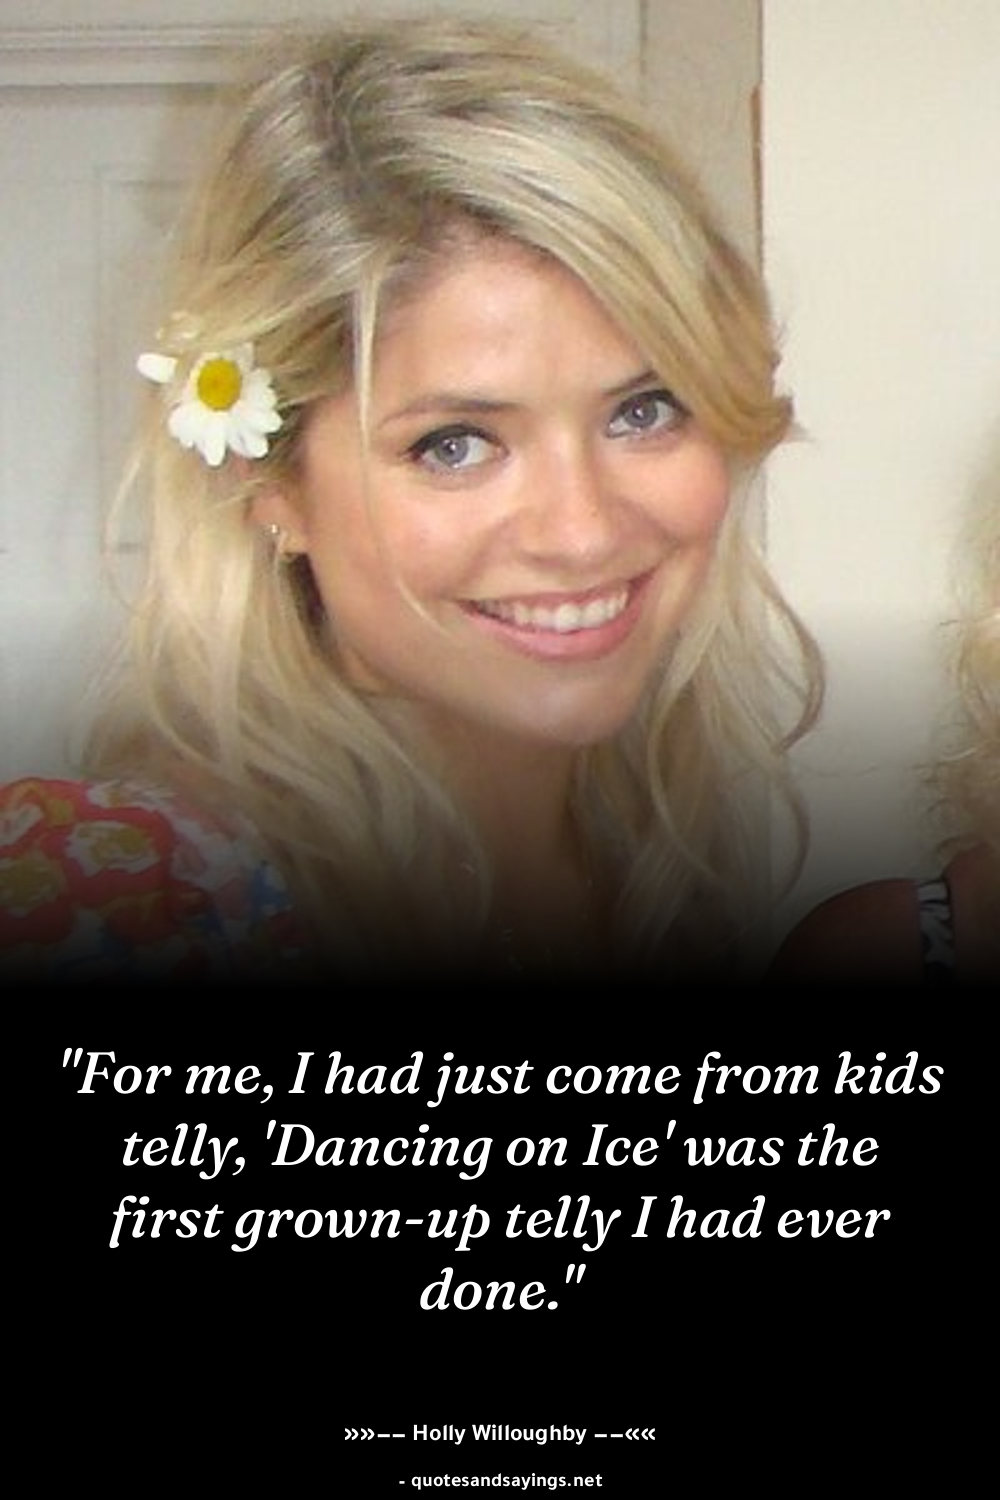 "For me, I had just come from kids
telly, 'Dancing on Ice' was the
first grown-up telly I had ever
done."
»»−− Holly Willoughby −−««
- quotesandsayings.net